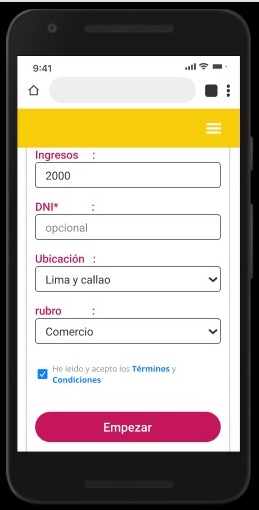 9:41
Ingresos :
2000
DNI* :
opcional
Ubicación :
Lima y callao
rubro :
Comercio
He leído y acepto los Términos y
Condiciones
Empezar